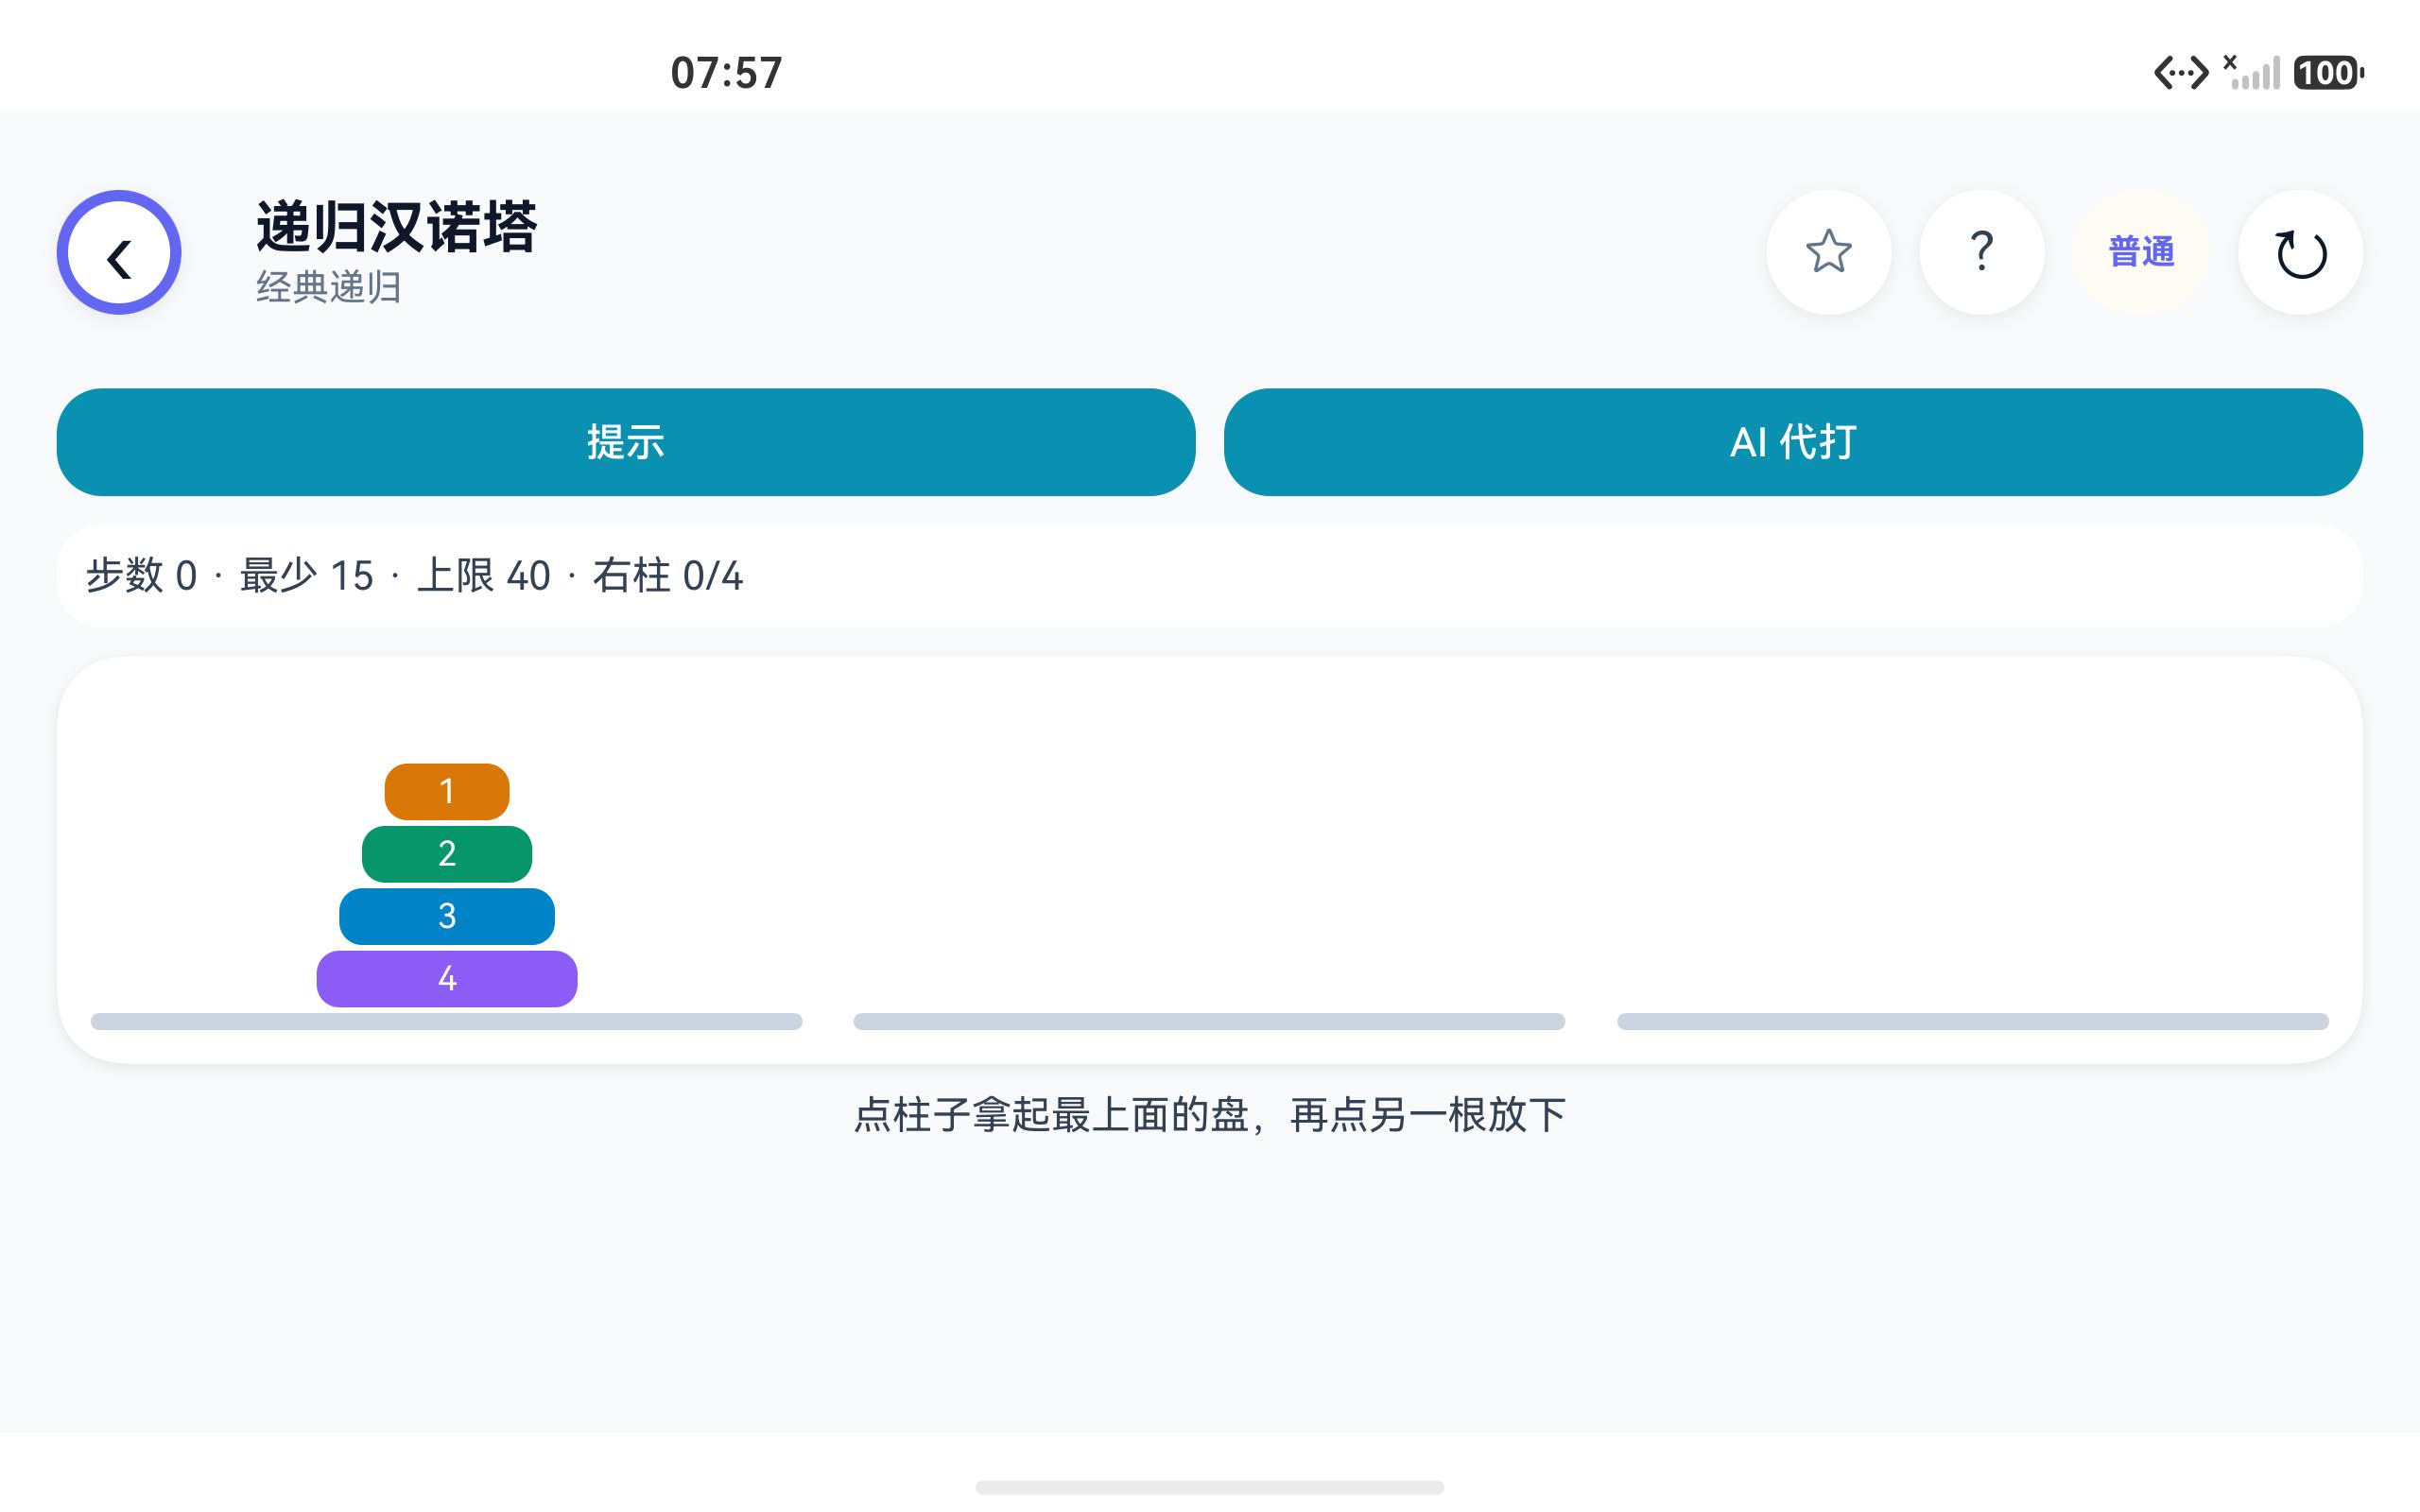 07:57
100
递归汉诺塔
经典递归
?
普通
提示
AI 代打
步数 0 · 最少 15 · 上限 40 · 右柱 0/4
1
2
3
4
点柱子拿起最上面的盘，再点另一根放下